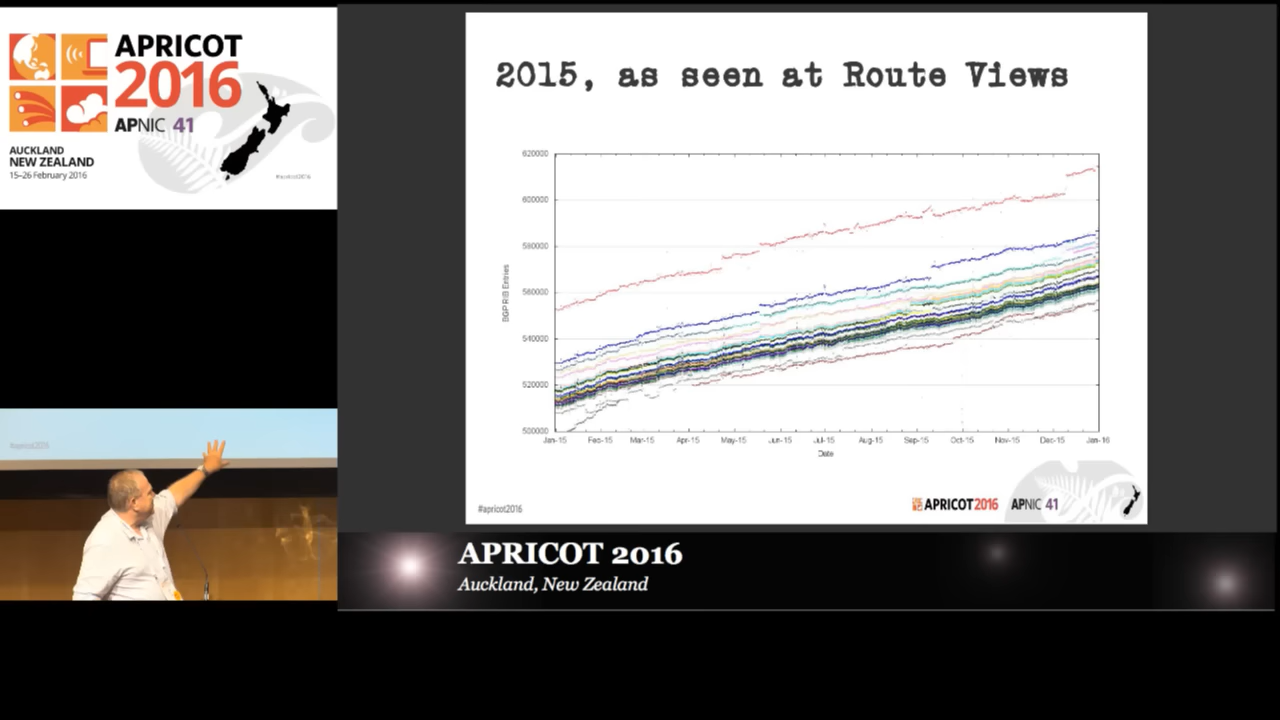 APRICOT
2016
APNIC 41
AUCKLAND
NEW ZEALAND
15–26 February 2016
#apricot2016
#apricot2016
2015, as seen at Route Views
620000
600000
580000
560000
540000
520000
500000
BGP RIB Entries
Jan-15 Feb-15 Mar-15 Apr-15 May-15 Jun-15 Jul-15 Aug-15 Sep-15 Oct-15 Nov-15 Dec-15 Jan-16
Date
#apricot2016
APRICOT2016 APNIC 41
APRICOT 2016
Auckland, New Zealand